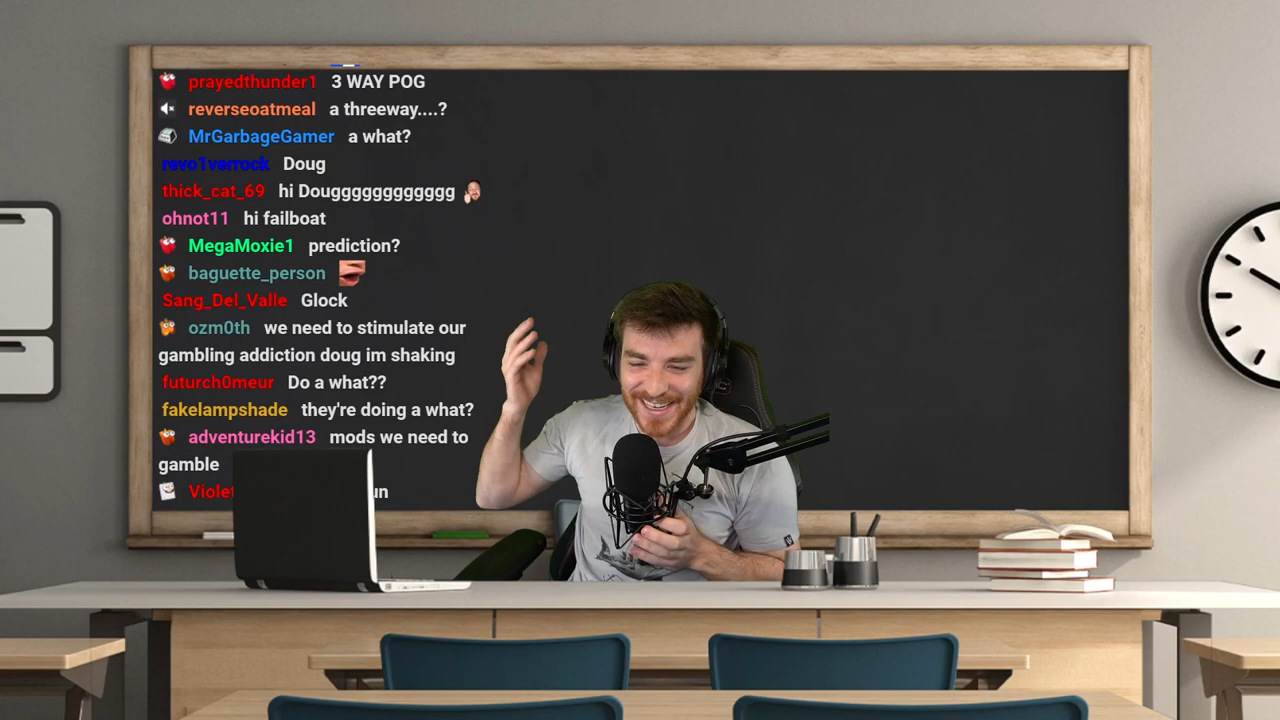 prayedthunder1 3 WAY POG
reverseoatmeal a threeway....?
MrGarbageGamer a what?
revo1verrock Doug
thick_cat_69 hi Douggggggggggg
ohnot11 hi failboat
MegaMoxie1 prediction?
baguette_person
Sang_Del_Valle Glock
ozm0th we need to stimulate our
gambling addiction doug im shaking
futurch0meur Do a what??
fakelampshade they're doing a what?
adventurekid13 mods we need to
gamble